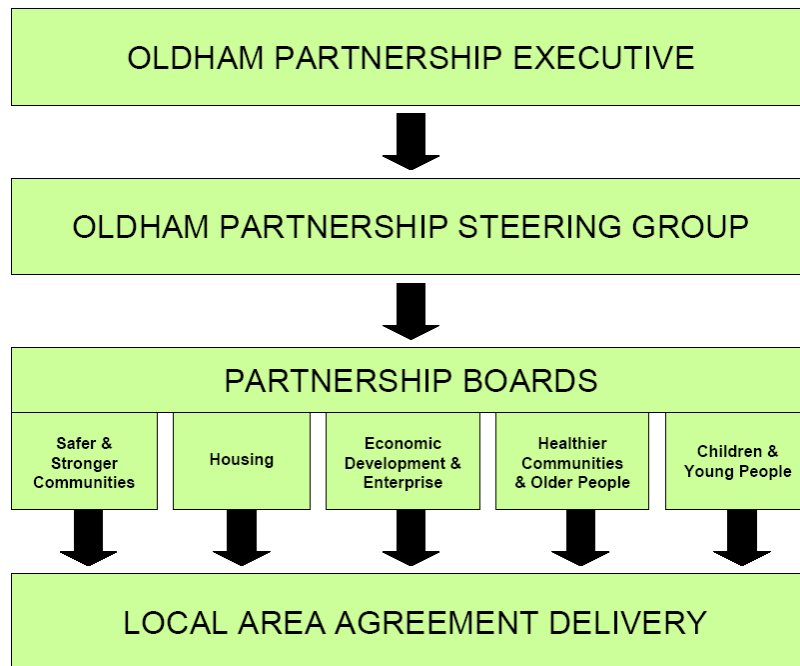 OLDHAM PARTNERSHIP EXECUTIVE
OLDHAM PARTNERSHIP STEERING GROUP
PARTNERSHIP BOARDS
Safer &
Stronger
Communities
Housing
Economic
Development &
Enterprise
Healthier
Communities
& Older People
Children &
Young People
LOCAL AREA AGREEMENT DELIVERY